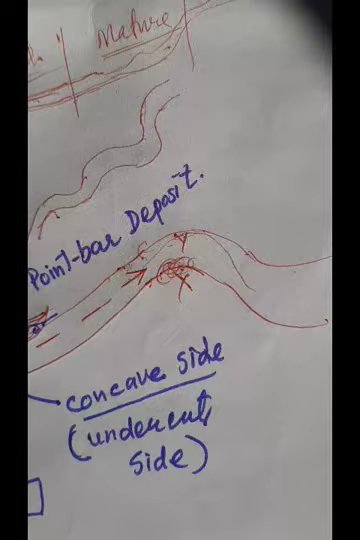 Mature
Point-bar Deposit.
concave side
(undercut
side)